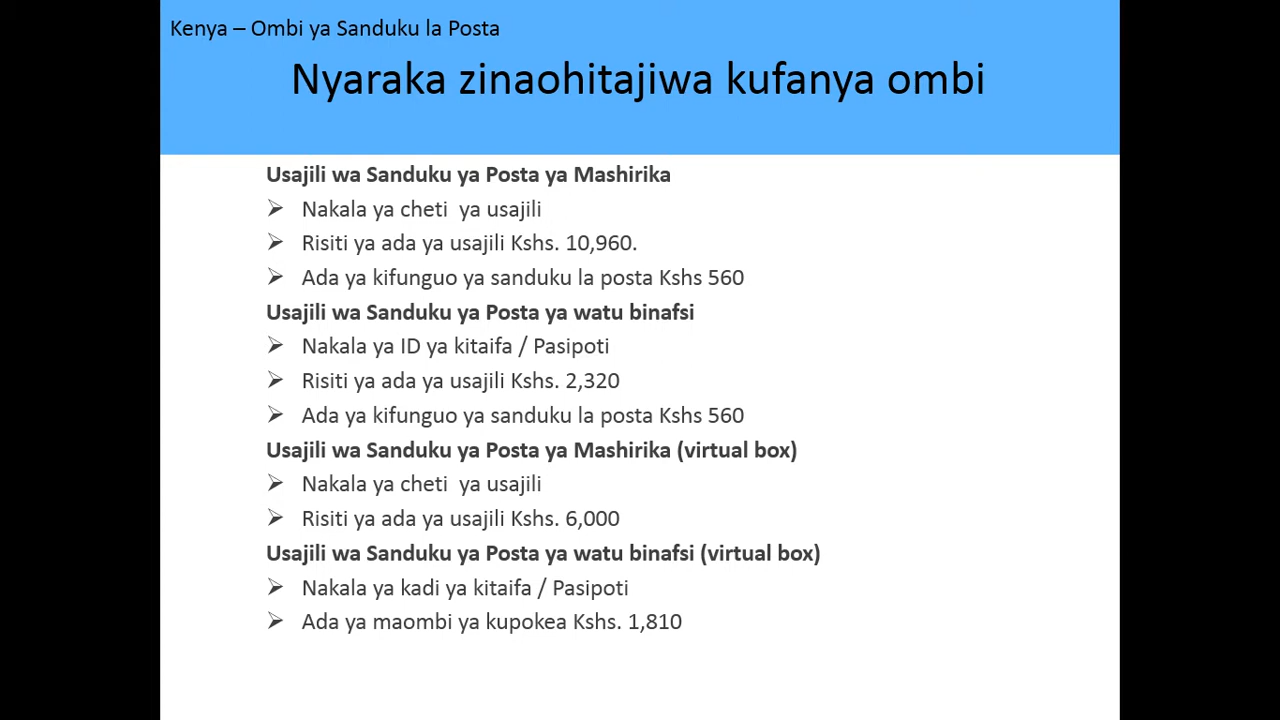 Kenya – Ombi ya Sanduku la Posta
Nyaraka zinaohitajiwa kufanya ombi
Usajili wa Sanduku ya Posta ya Mashirika
➢ Nakala ya cheti  ya usajili
➢ Risiti ya ada ya usajili Kshs. 10,960.
➢ Ada ya kifunguo ya sanduku la posta Kshs 560
Usajili wa Sanduku ya Posta ya watu binafsi
➢ Nakala ya ID ya kitaifa / Pasipoti
➢ Risiti ya ada ya usajili Kshs. 2,320
➢ Ada ya kifunguo ya sanduku la posta Kshs 560
Usajili wa Sanduku ya Posta ya Mashirika (virtual box)
➢ Nakala ya cheti  ya usajili
➢ Risiti ya ada ya usajili Kshs. 6,000
Usajili wa Sanduku ya Posta ya watu binafsi (virtual box)
➢ Nakala ya kadi ya kitaifa / Pasipoti
➢ Ada ya maombi ya kupokea Kshs. 1,810